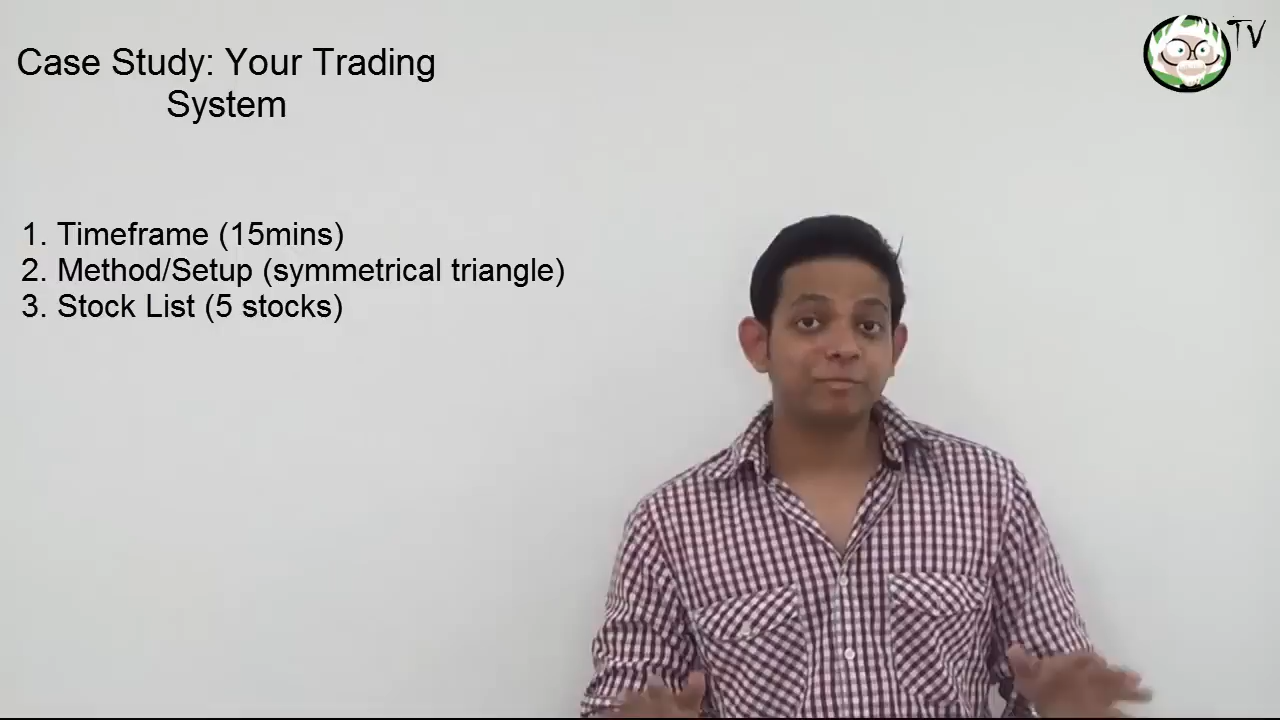 Case Study: Your Trading
System
TV
1. Timeframe (15mins)
2. Method/Setup (symmetrical triangle)
3. Stock List (5 stocks)